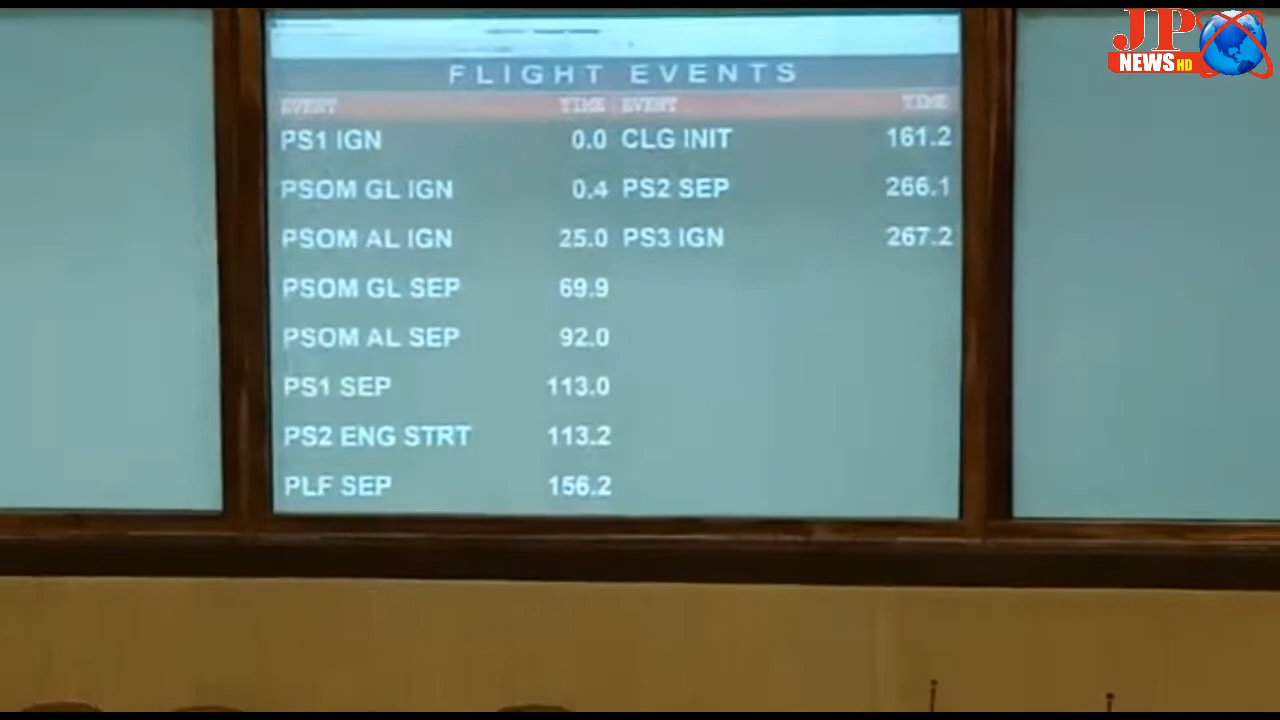 JP
NEWS HD
FLIGHT EVENTS
EVENT TIME EVENT TIME
PS1 IGN 0.0 CLG INIT 161.2
PSOM GL IGN 0.4 PS2 SEP 266.1
PSOM AL IGN 25.0 PS3 IGN 267.2
PSOM GL SEP 69.9
PSOM AL SEP 92.0
PS1 SEP 113.0
PS2 ENG STRT 113.2
PLF SEP 156.2